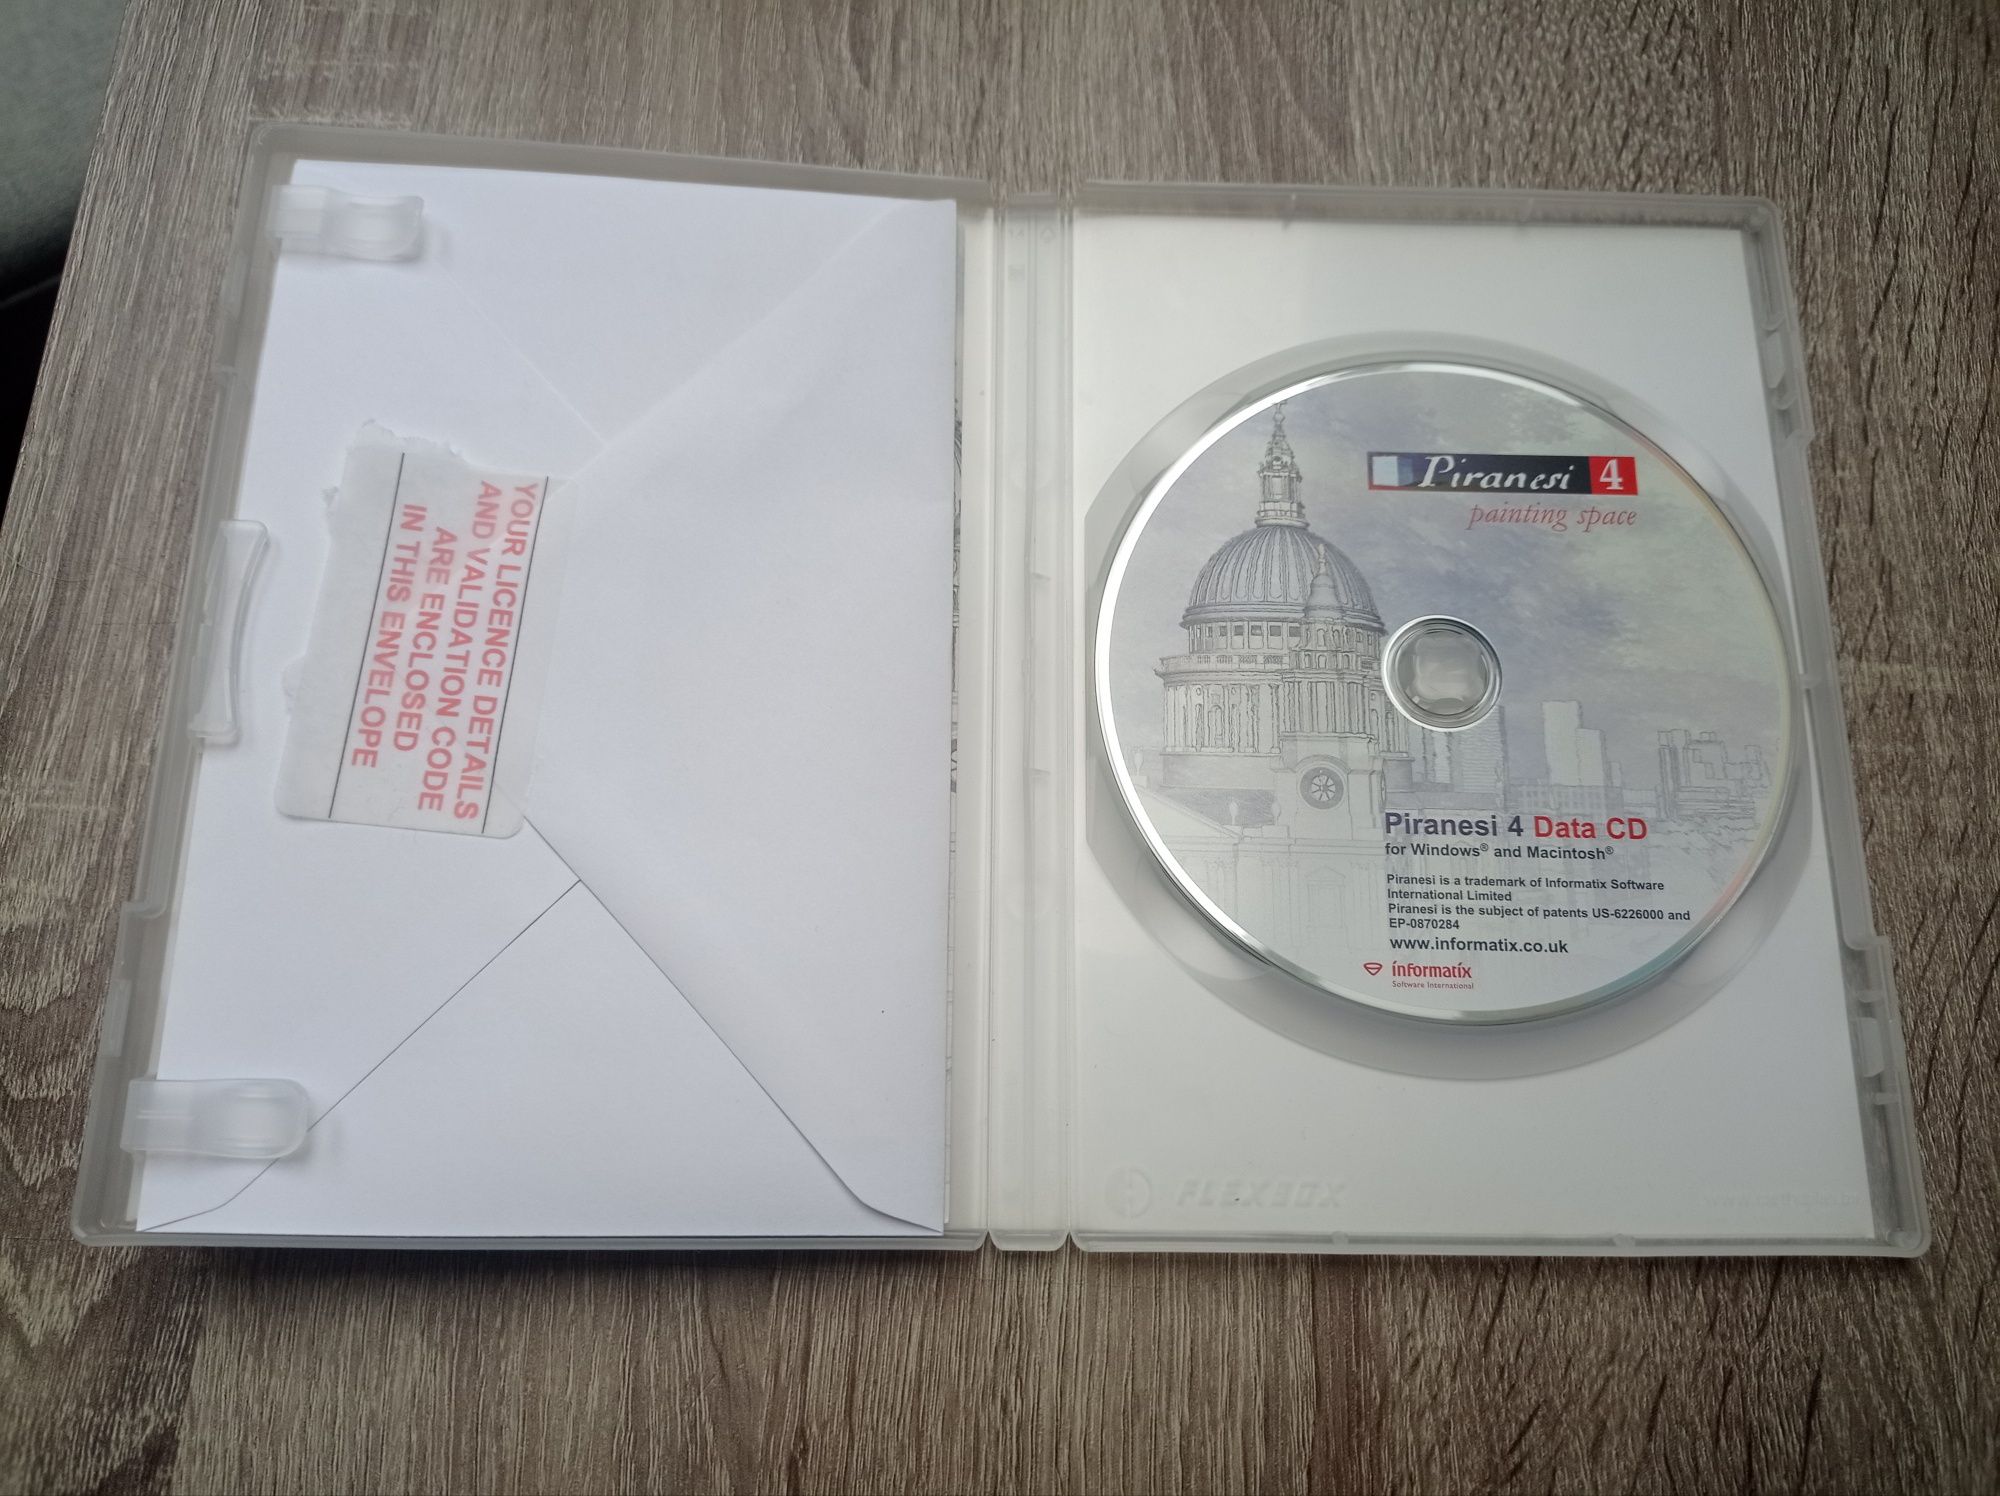 YOUR LICENCE DETAILS
AND VALIDATION CODE
ARE ENCLOSED
IN THIS ENVELOPE
Piranesi 4
painting space
Piranesi 4 Data CD
for Windows® and Macintosh®
Piranesi is a trademark of Informatix Software
International Limited
Piranesi is the subject of patents US-6226000 and
EP-0870284
www.informatix.co.uk
informatix
Software International
FLEXBOX